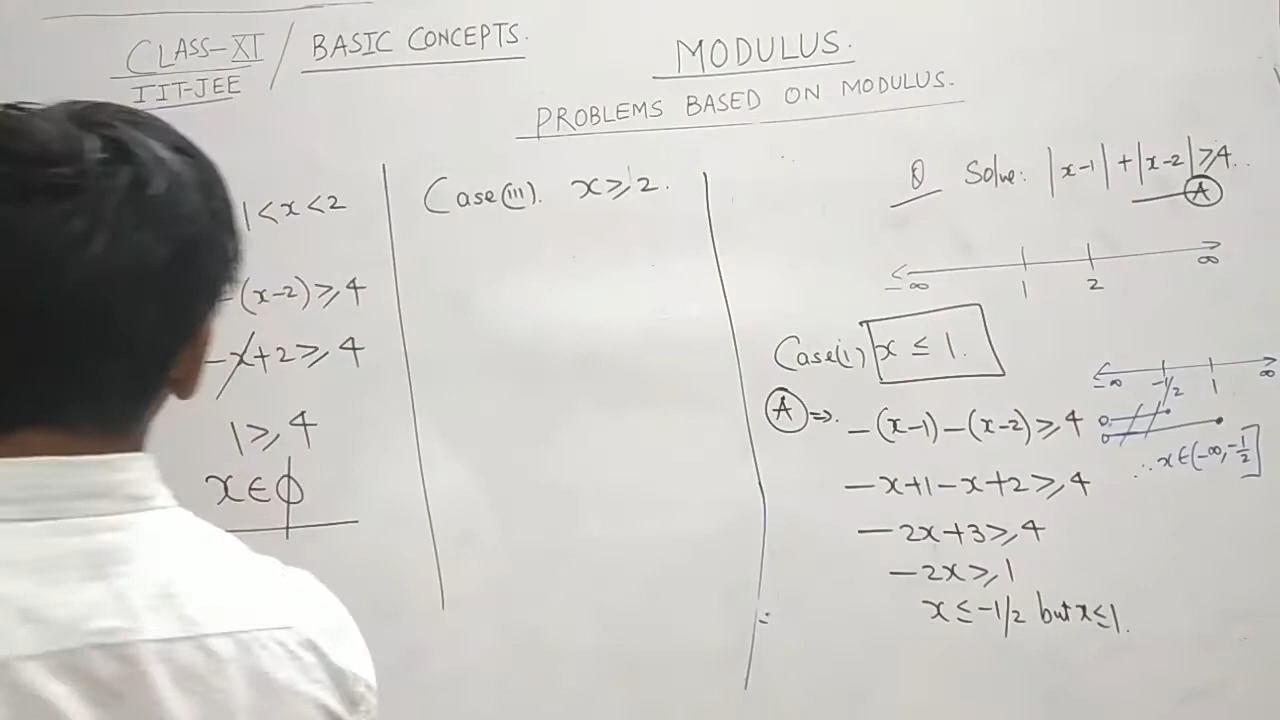 CLASS-XI / BASIC CONCEPTS.
IIT-JEE
MODULUS.
PROBLEMS BASED ON MODULUS.
Q Solve: |x-1|+|x-2|≥4.
A
-∞ 1 2 ∞
Case(i) x ≤ 1.
-∞ -1/2 1 ∞
A ⇒ -(x-1)-(x-2)≥4
∴ x∈(-∞,-1/2]
-x+1-x+2≥4
-2x+3≥4
-2x≥1
x≤-1/2 but x≤1.
1<x<2
-(x-2)≥4
-x+2≥4
1≥4
x∈ϕ
Case(iii). x≥2.